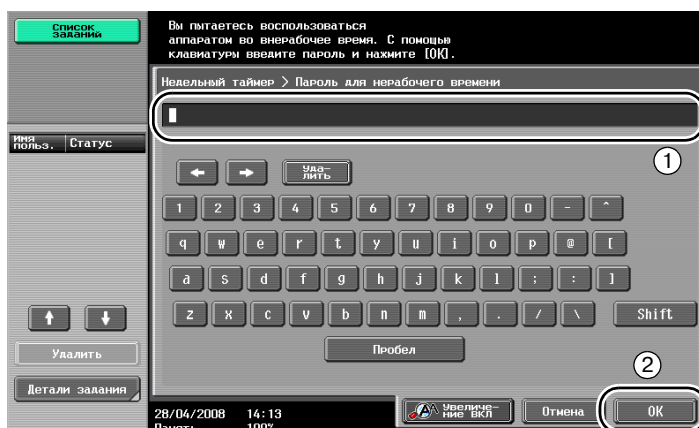 Список
заданий
Вы пытаетесь воспользоваться
аппаратом во внерабочее время. С помощью
клавиатуры введите пароль и нажмите [OK].
Недельный таймер > Пароль для нерабочего времени
1
Имя
польз. Статус
← → Уда-
лить
1 2 3 4 5 6 7 8 9 0 - ^
q w e r t y u i o p @ [
a s d f g h j k l ; : ]
z x c v b n m , . / \ Shift
Пробел
2
Удалить
Детали задания
28/04/2008 14:13
Память 100%
Увеличе-
ние ВКЛ
Отмена
OK